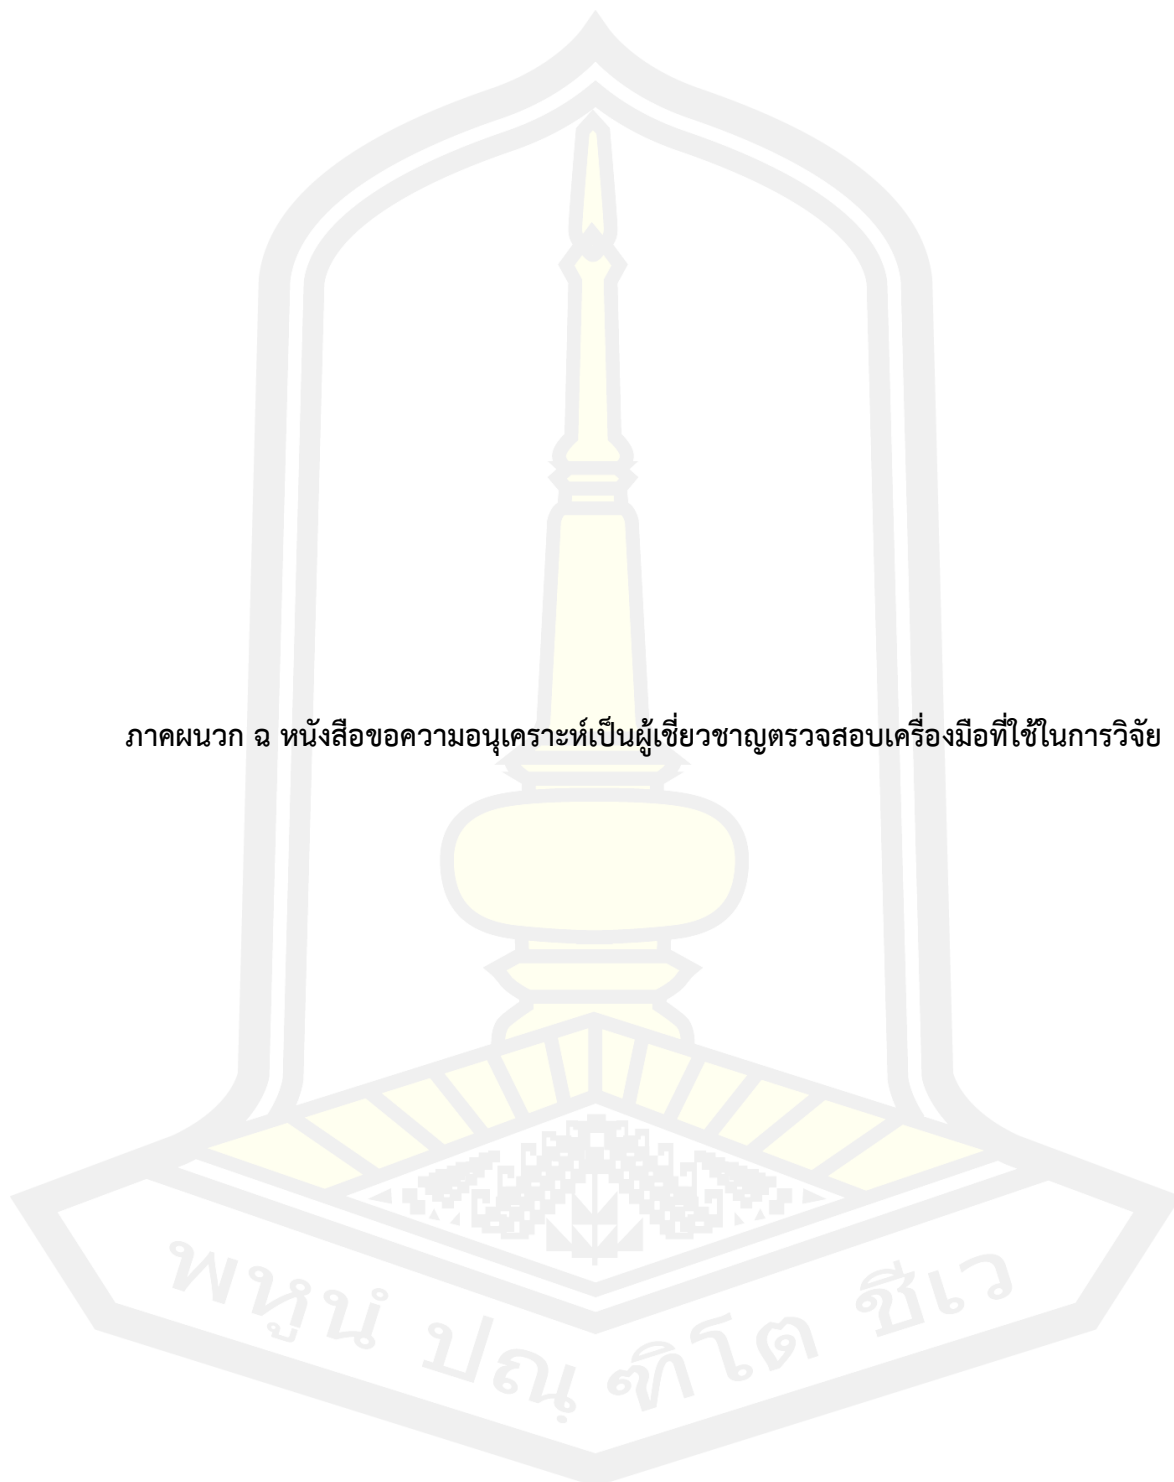 ภาคผนวก ฉ หนังสือขอความอนุเคราะห์เป็นผู้เชี่ยวชาญตรวจสอบเครื่องมือที่ใช้ในการวิจัย
พหูนํ ปณฺฑิโต ชีเว